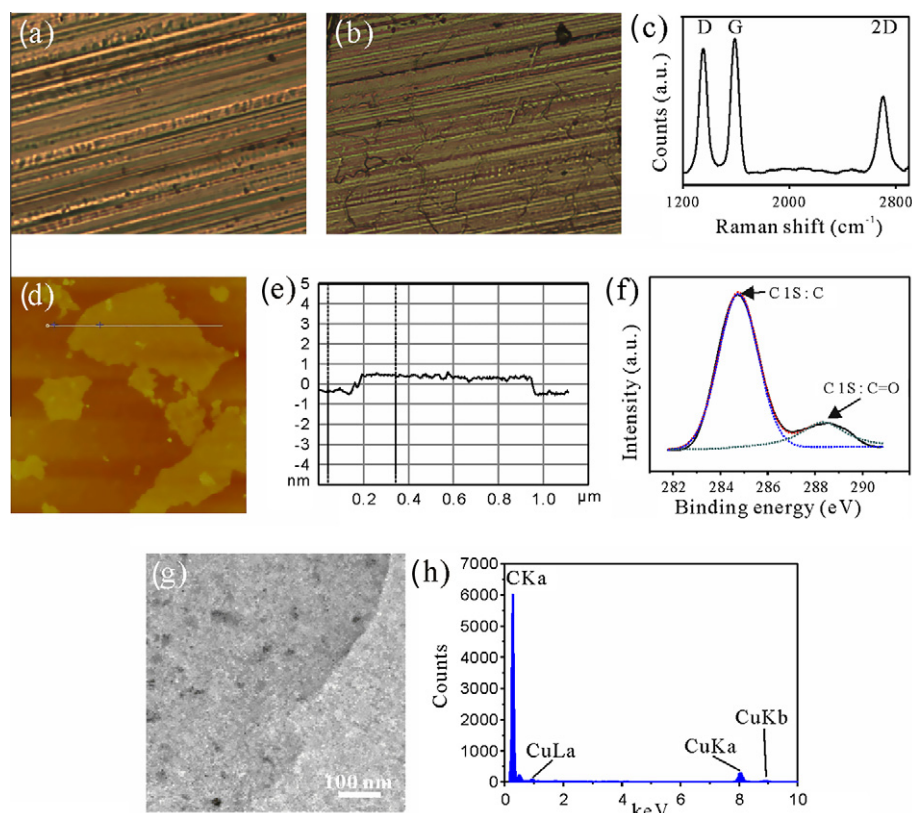 (a)
(b)
(c)
D G 2D
Counts (a.u.)
1200 2000 2800
Raman shift (cm⁻¹)
(d)
(e)
5
4
3
2
1
0
-1
-2
-3
-4
nm
0.2 0.4 0.6 0.8 1.0 μm
(f)
C 1S : C
C 1S : C=O
Intensity (a.u.)
282 284 286 288 290
Binding energy (eV)
(g)
100 nm
(h)
7000
6000
5000
4000
3000
2000
1000
0
Counts
CKa
CuLa
CuKa
CuKb
0 2 4 6 8 10
keV